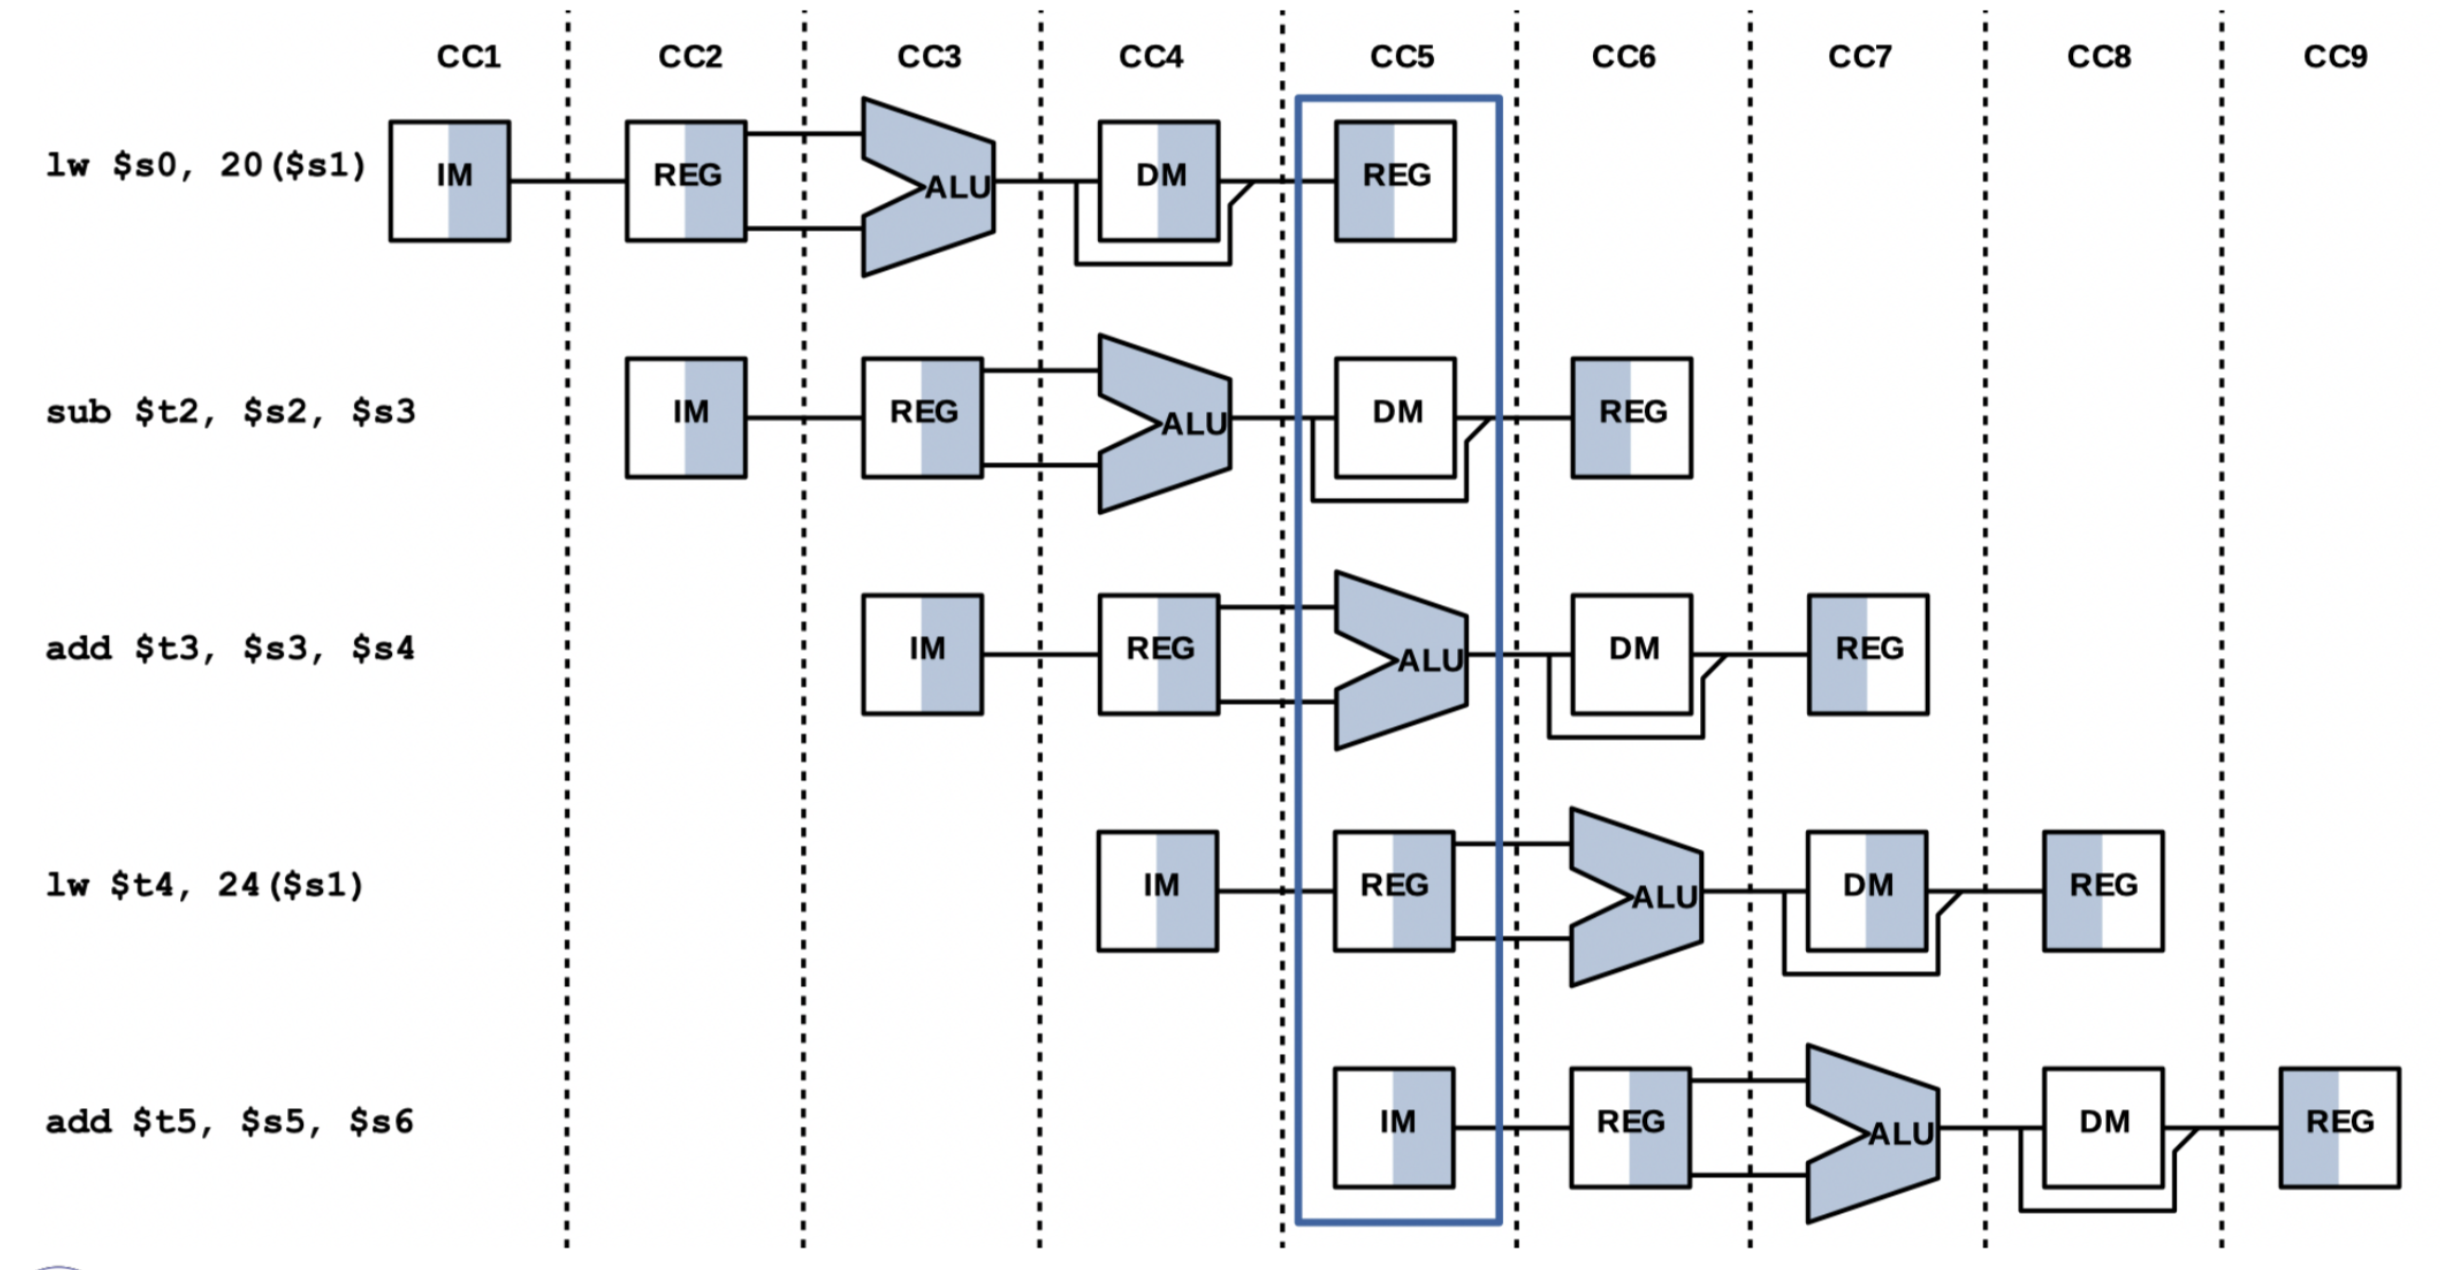 CC1 CC2 CC3 CC4 CC5 CC6 CC7 CC8 CC9
lw $s0, 20($s1) IM REG ALU DM REG
sub $t2, $s2, $s3 IM REG ALU DM REG
add $t3, $s3, $s4 IM REG ALU DM REG
lw $t4, 24($s1) IM REG ALU DM REG
add $t5, $s5, $s6 IM REG ALU DM REG